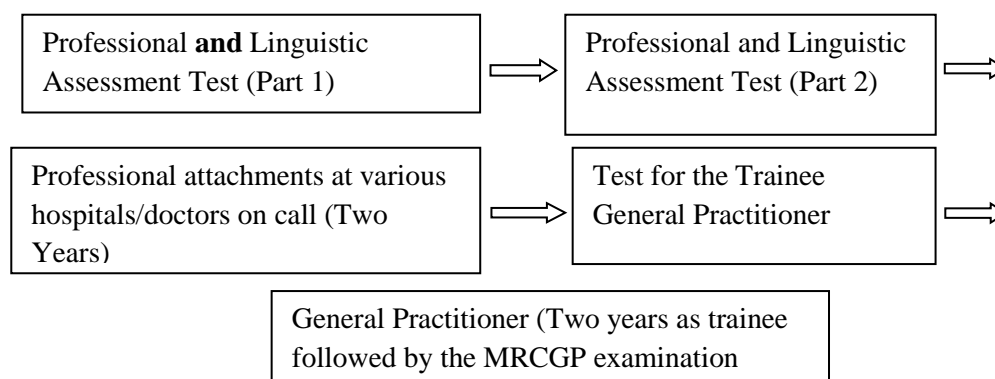 Professional and Linguistic
Assessment Test (Part 1)
Professional and Linguistic
Assessment Test (Part 2)
Professional attachments at various
hospitals/doctors on call (Two
Years)
Test for the Trainee
General Practitioner
General Practitioner (Two years as trainee
followed by the MRCGP examination